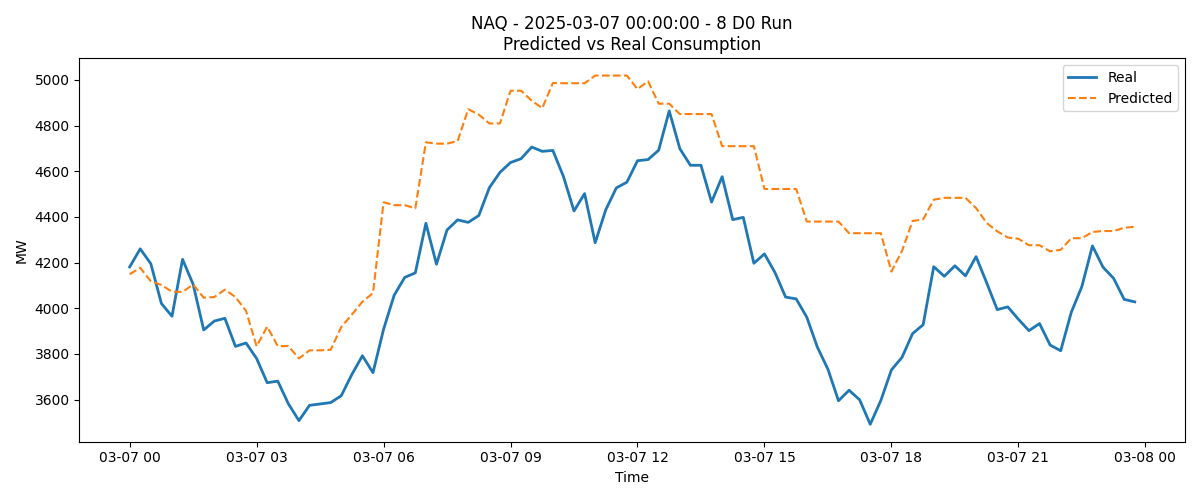 NAQ - 2025-03-07 00:00:00 - 8 D0 Run
Predicted vs Real Consumption
Real
Predicted
MW
5000
4800
4600
4400
4200
4000
3800
3600
03-07 00
03-07 03
03-07 06
03-07 09
03-07 12
03-07 15
03-07 18
03-07 21
03-08 00
Time